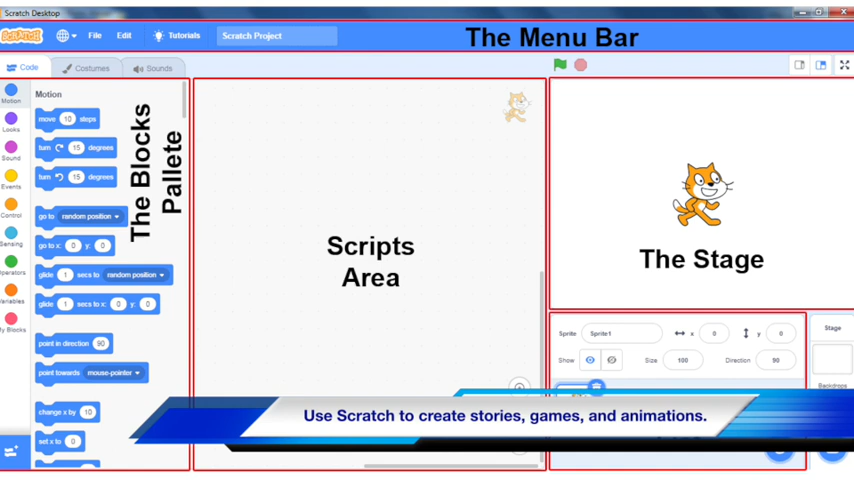 Scratch Desktop
SCRATCH
File Edit Tutorials Scratch Project The Menu Bar
Code Costumes Sounds
Motion
Looks
Sound
Events
Control
Sensing
Operators
Variables
My Blocks
Motion
move 10 steps
turn 15 degrees
turn 15 degrees
go to random position
go to x: 0 y: 0
glide 1 secs to random position
glide 1 secs to x: 0 y: 0
point in direction 90
point towards mouse-pointer
change x by 10
set x to 0
The Blocks
Pallete
Scripts
Area
The Stage
Sprite Sprite1 x 0 y 0
Show Size 100 Direction 90
Stage
Backdrops
Use Scratch to create stories, games, and animations.